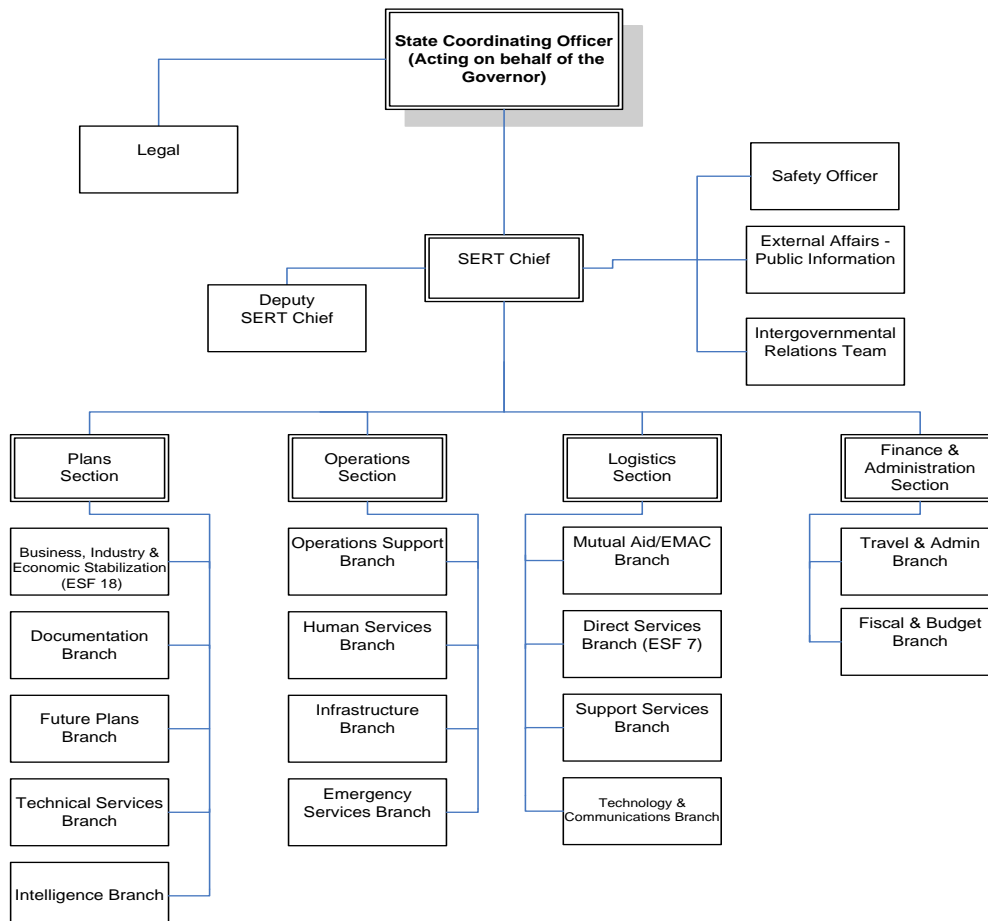 State Coordinating Officer
(Acting on behalf of the
Governor)
Legal
Safety Officer
External Affairs -
Public Information
SERT Chief
Deputy
SERT Chief
Intergovernmental
Relations Team
Plans
Section
Operations
Section
Logistics
Section
Finance &
Administration
Section
Business, Industry &
Economic Stabilization
(ESF 18)
Documentation
Branch
Future Plans
Branch
Technical Services
Branch
Intelligence Branch
Operations Support
Branch
Human Services
Branch
Infrastructure
Branch
Emergency
Services Branch
Mutual Aid/EMAC
Branch
Direct Services
Branch (ESF 7)
Support Services
Branch
Technology &
Communications Branch
Travel & Admin
Branch
Fiscal & Budget
Branch